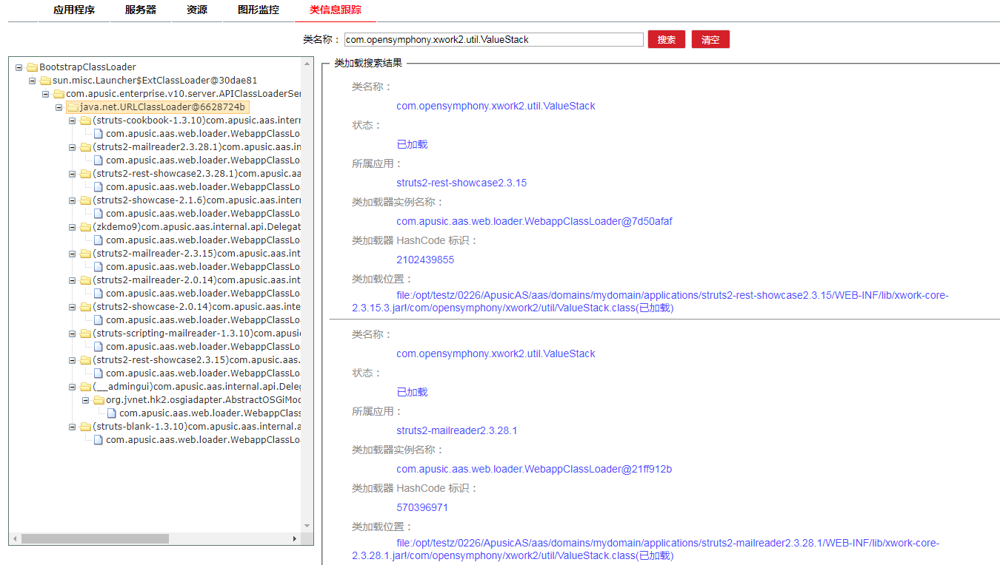 应用程序 服务器 资源 图形监控 类信息跟踪
类名称： com.opensymphony.xwork2.util.ValueStack 搜索 清空
BootstrapClassLoader
sun.misc.Launcher$ExtClassLoader@30dae81
com.apusic.enterprise.v10.server.APIClassLoaderSer
java.net.URLClassLoader@6628724b
(struts-cookbook-1.3.10)com.apusic.aas.intern
com.apusic.aas.web.loader.WebappClassLo
(struts2-mailreader2.3.28.1)com.apusic.aas.in
com.apusic.aas.web.loader.WebappClassLo
(struts2-rest-showcase2.3.28.1)com.apusic.aa
com.apusic.aas.web.loader.WebappClassLo
(struts2-showcase-2.1.6)com.apusic.aas.intern
com.apusic.aas.web.loader.WebappClassLo
(zkdemo9)com.apusic.aas.internal.api.Delegat
com.apusic.aas.web.loader.WebappClassLo
(struts2-mailreader-2.3.15)com.apusic.aas.int
com.apusic.aas.web.loader.WebappClassLo
(struts2-mailreader-2.0.14)com.apusic.aas.int
com.apusic.aas.web.loader.WebappClassLo
(struts2-showcase-2.0.14)com.apusic.aas.inte
com.apusic.aas.web.loader.WebappClassLo
(struts-scripting-mailreader-1.3.10)com.apusi
com.apusic.aas.web.loader.WebappClassLo
(struts2-rest-showcase2.3.15)com.apusic.aas.
com.apusic.aas.web.loader.WebappClassLo
(__admingui)com.apusic.aas.internal.api.Deleg
org.jvnet.hk2.osgiadapter.AbstractOSGiMod
com.apusic.aas.web.loader.WebappClass
(struts-blank-1.3.10)com.apusic.aas.internal.a
com.apusic.aas.web.loader.WebappClassLo
类加载搜索结果
类名称：
com.opensymphony.xwork2.util.ValueStack
状态：
已加载
所属应用：
struts2-rest-showcase2.3.15
类加载器实例名称：
com.apusic.aas.web.loader.WebappClassLoader@7d50afaf
类加载器 HashCode 标识：
2102439855
类加载位置：
file:/opt/testz/0226/ApusicAS/aas/domains/mydomain/applications/struts2-rest-showcase2.3.15/WEB-INF/lib/xwork-core-
2.3.15.3.jar!/com/opensymphony/xwork2/util/ValueStack.class(已加载)
类名称：
com.opensymphony.xwork2.util.ValueStack
状态：
已加载
所属应用：
struts2-mailreader2.3.28.1
类加载器实例名称：
com.apusic.aas.web.loader.WebappClassLoader@21ff912b
类加载器 HashCode 标识：
570396971
类加载位置：
file:/opt/testz/0226/ApusicAS/aas/domains/mydomain/applications/struts2-mailreader2.3.28.1/WEB-INF/lib/xwork-core-
2.3.28.1.jar!/com/opensymphony/xwork2/util/ValueStack.class(已加载)